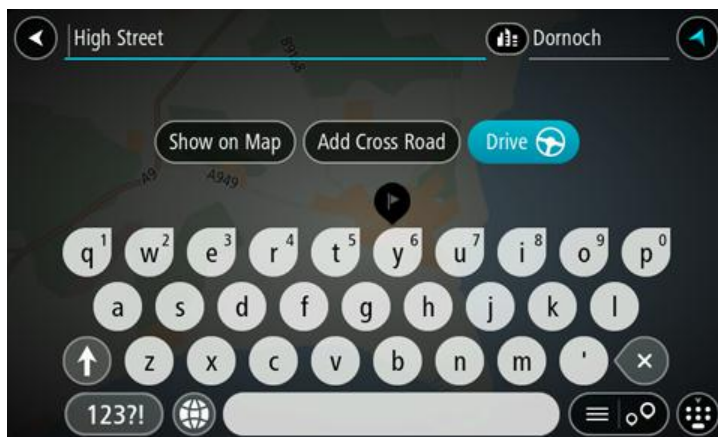 High Street Dornoch
B9168
Show on Map Add Cross Road Drive
A9 A949
q1 w2 e3 r4 t5 y6 u7 i8 o9 p0
a s d f g h j k l
z x c v b n m '
123?!